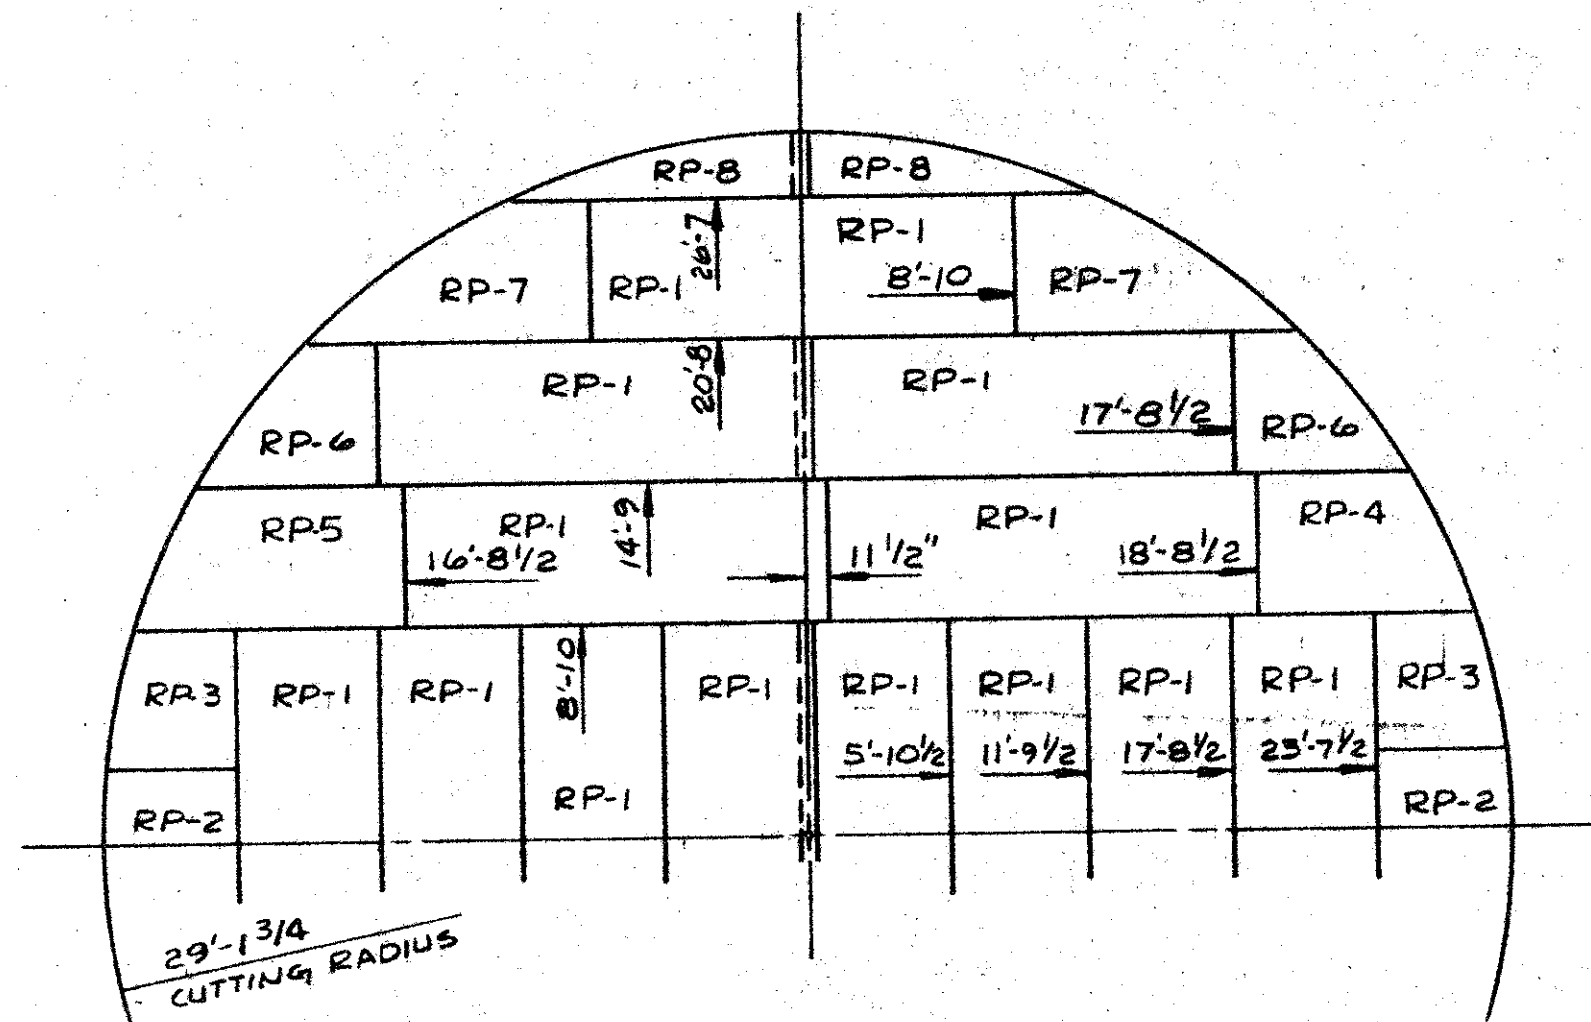 RP-8 RP-8
RP-7 RP-1 26'-7 RP-1 8'-10 RP-7
RP-6 RP-1 20'-8 RP-1 17'-8 1/2 RP-6
RP-5 RP-1 16'-8 1/2 14'-9 11 1/2" RP-1 18'-8 1/2 RP-4
RP-3 RP-1 RP-1 8'-10 RP-1 RP-1 RP-1 RP-1 RP-1 RP-3
5'-10 1/2 11'-9 1/2 17'-8 1/2 23'-7 1/2
RP-2 RP-1 RP-2
29'-1 3/4
CUTTING RADIUS